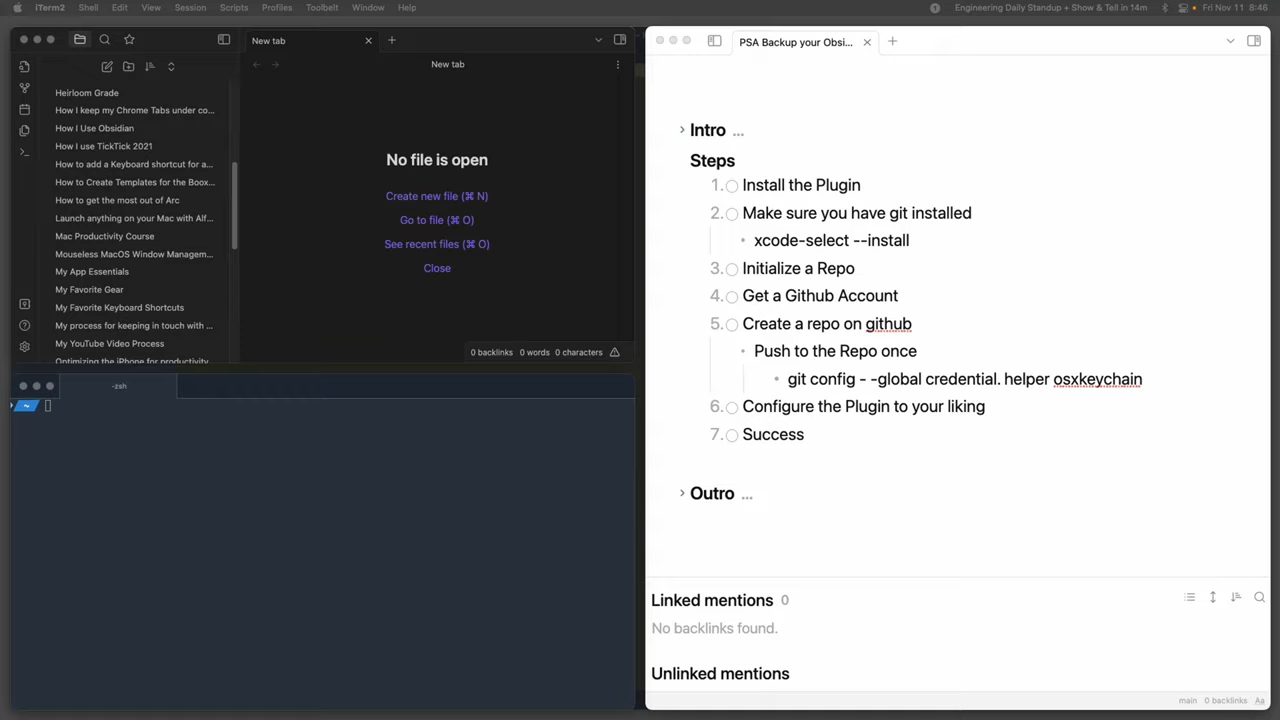 iTerm2 Shell Edit View Session Scripts Profiles Toolbelt Window Help Engineering Daily Standup + Show & Tell in 14m Fri Nov 11 8:46
New tab
New tab
Heirloom Grade
How I keep my Chrome Tabs under co...
How I Use Obsidian
How I use TickTick 2021
How to add a Keyboard shortcut for a...
How to Create Templates for the Boox...
How to get the most out of Arc
Launch anything on your Mac with Alf...
Mac Productivity Course
Mouseless MacOS Window Managem...
My App Essentials
My Favorite Gear
My Favorite Keyboard Shortcuts
My process for keeping in touch with ...
My YouTube Video Process
Optimizing the iPhone for productivity
No file is open
Create new file (⌘ N)
Go to file (⌘ O)
See recent files (⌘ O)
Close
0 backlinks 0 words 0 characters
-zsh
~
PSA Backup your Obsi...
Intro ...
Steps
1. Install the Plugin
2. Make sure you have git installed
• xcode-select --install
3. Initialize a Repo
4. Get a Github Account
5. Create a repo on github
• Push to the Repo once
• git config - -global credential. helper osxkeychain
6. Configure the Plugin to your liking
7. Success
Outro ...
Linked mentions 0
No backlinks found.
Unlinked mentions
main 0 backlinks Aa